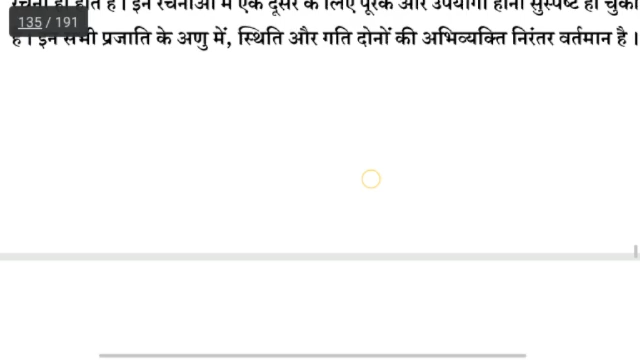 रचना ही होते हैं। इन रचनाओं में एक दूसरे के लिए पूरक और उपयोगी होना सुस्पष्ट हो चुका
135 / 191
है। इन सभी प्रजाति के अणु में, स्थिति और गति दोनों की अभिव्यक्ति निरंतर वर्तमान है।